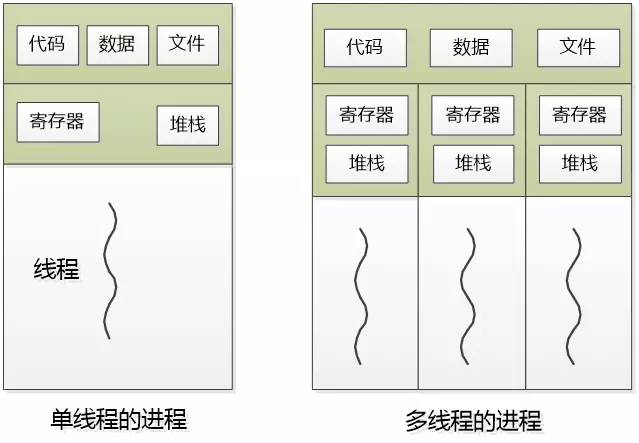 代码 数据 文件
寄存器 堆栈
线程
单线程的进程
代码 数据 文件
寄存器 寄存器 寄存器
堆栈 堆栈 堆栈
多线程的进程